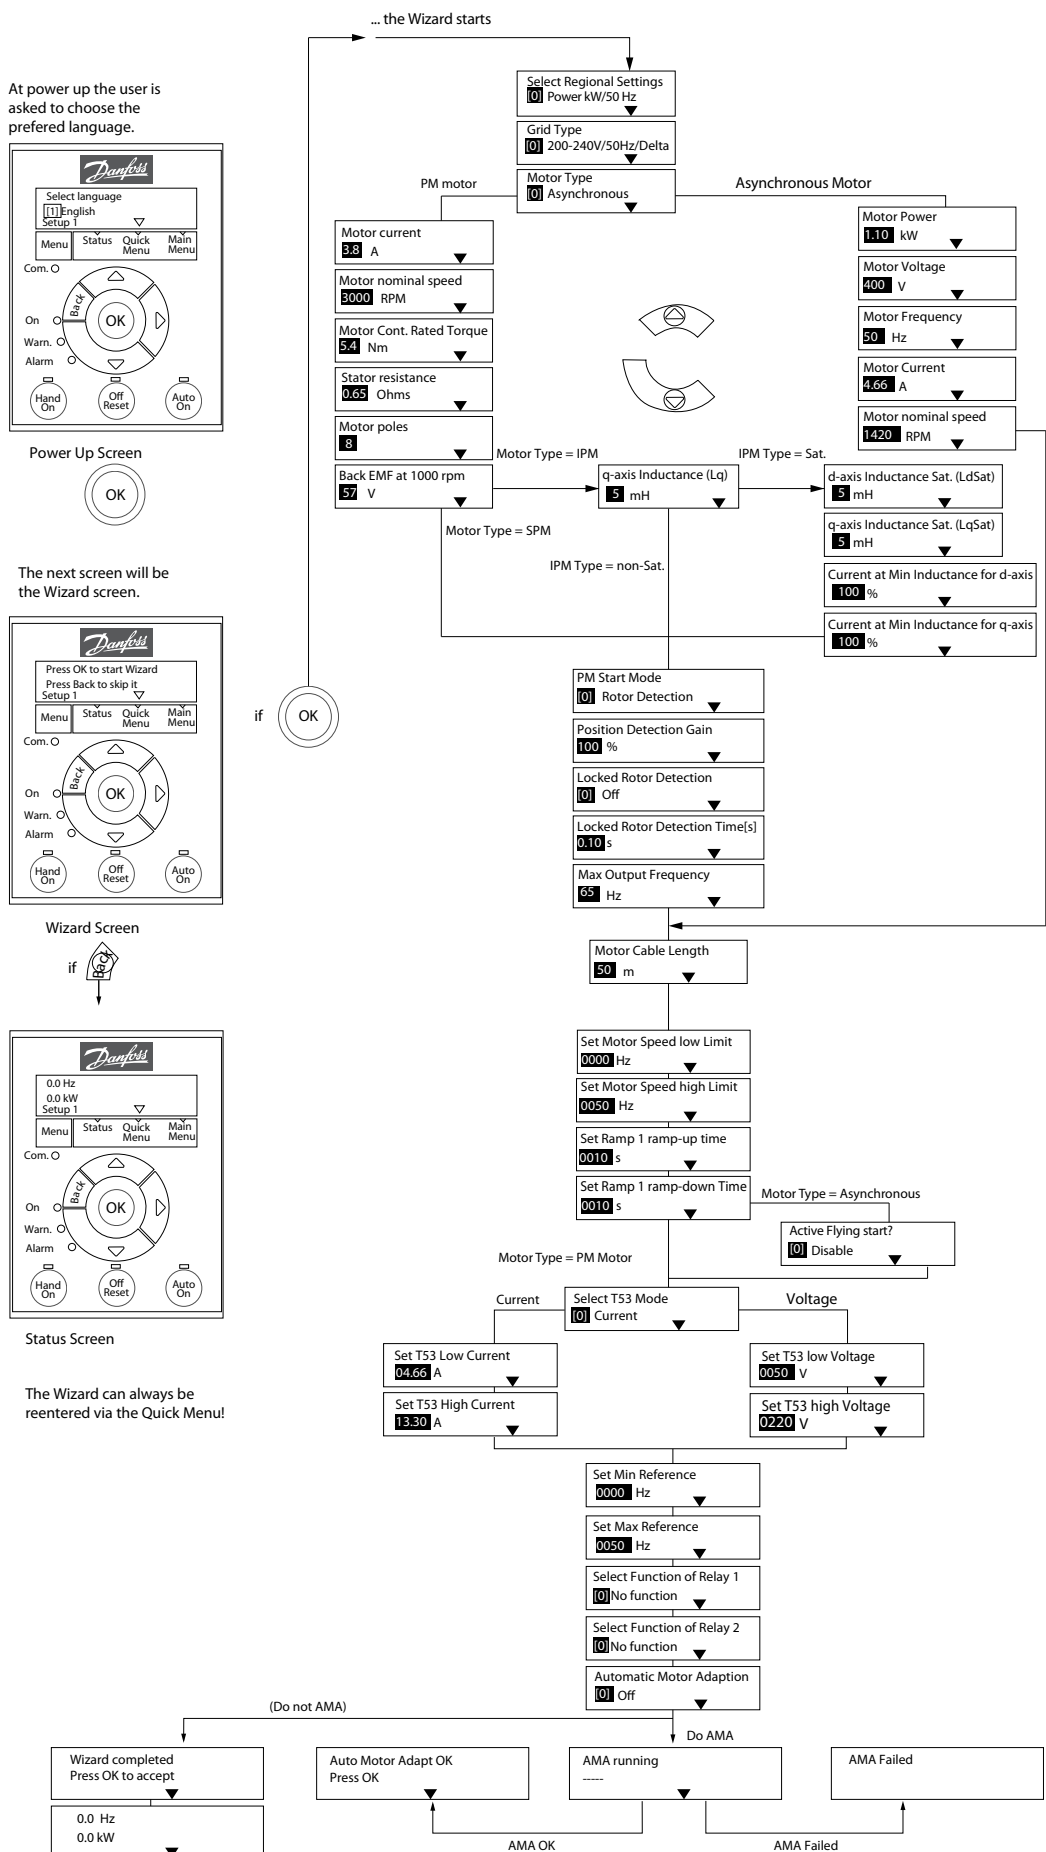 ... the Wizard starts
At power up the user is
asked to choose the
prefered language.
Danfoss
Select language
[1] English
Setup 1
Menu
Status
Quick
Menu
Main
Menu
Com.
Back
OK
On
Warn.
Alarm
Hand
On
Off
Reset
Auto
On
Power Up Screen
OK
The next screen will be
the Wizard screen.
Danfoss
Press OK to start Wizard
Press Back to skip it
Setup 1
Menu
Status
Quick
Menu
Main
Menu
Com.
Back
OK
On
Warn.
Alarm
Hand
On
Off
Reset
Auto
On
Wizard Screen
if
Back
if
OK
Danfoss
0.0 Hz
0.0 kW
Setup 1
Menu
Status
Quick
Menu
Main
Menu
Com.
Back
OK
On
Warn.
Alarm
Hand
On
Off
Reset
Auto
On
Status Screen
The Wizard can always be
reentered via the Quick Menu!
Select Regional Settings
[0] Power kW/50 Hz
Grid Type
[0] 200-240V/50Hz/Delta
Motor Type
[0] Asynchronous
PM motor
Asynchronous Motor
Motor current
3.8 A
Motor nominal speed
3000 RPM
Motor Cont. Rated Torque
5.4 Nm
Stator resistance
0.65 Ohms
Motor poles
8
Back EMF at 1000 rpm
57 V
Motor Power
1.10 kW
Motor Voltage
400 V
Motor Frequency
50 Hz
Motor Current
4.66 A
Motor nominal speed
1420 RPM
Motor Type = IPM
q-axis Inductance (Lq)
5 mH
IPM Type = Sat.
d-axis Inductance Sat. (LdSat)
5 mH
q-axis Inductance Sat. (LqSat)
5 mH
Current at Min Inductance for d-axis
100 %
Current at Min Inductance for q-axis
100 %
Motor Type = SPM
IPM Type = non-Sat.
PM Start Mode
[0] Rotor Detection
Position Detection Gain
100 %
Locked Rotor Detection
[0] Off
Locked Rotor Detection Time[s]
0.10 s
Max Output Frequency
65 Hz
Motor Cable Length
50 m
Set Motor Speed low Limit
0000 Hz
Set Motor Speed high Limit
0050 Hz
Set Ramp 1 ramp-up time
0010 s
Set Ramp 1 ramp-down Time
0010 s
Motor Type = Asynchronous
Active Flying start?
[0] Disable
Motor Type = PM Motor
Select T53 Mode
[0] Current
Current
Voltage
Set T53 Low Current
04.66 A
Set T53 High Current
13.30 A
Set T53 low Voltage
0050 V
Set T53 high Voltage
0220 V
Set Min Reference
0000 Hz
Set Max Reference
0050 Hz
Select Function of Relay 1
[0] No function
Select Function of Relay 2
[0] No function
Automatic Motor Adaption
[0] Off
(Do not AMA)
Do AMA
Wizard completed
Press OK to accept
0.0 Hz
0.0 kW
Auto Motor Adapt OK
Press OK
AMA running
-----
AMA Failed
AMA OK
AMA Failed